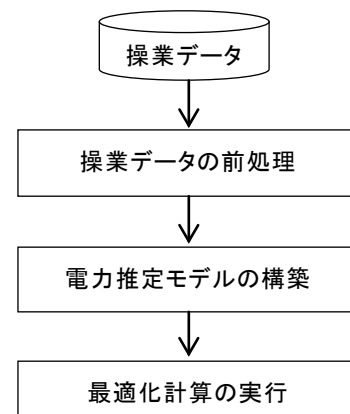 操業データ
操業データの前処理
電力推定モデルの構築
最適化計算の実行